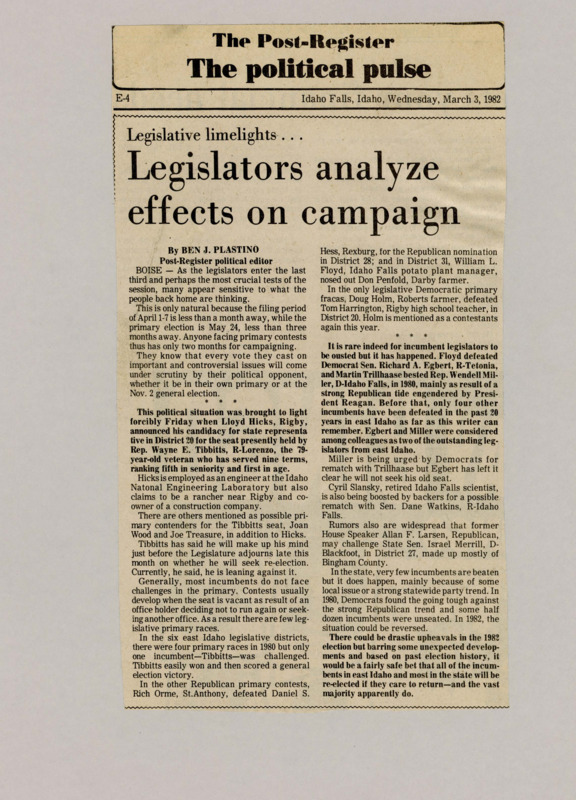 The Post-Register
The political pulse
E-4
Idaho Falls, Idaho, Wednesday, March 3, 1982
Legislative limelights . . .
Legislators analyze
effects on campaign
By BEN J. PLASTINO
Post-Register political editor
BOISE — As the legislators enter the last
third and perhaps the most crucial tests of the
session, many appear sensitive to what the
people back home are thinking.
This is only natural because the filing period
of April 1-7 is less than a month away, while the
primary election is May 24, less than three
months away. Anyone facing primary contests
thus has only two months for campaigning.
They know that every vote they cast on
important and controversial issues will come
under scrutiny by their political opponent,
whether it be in their own primary or at the
Nov. 2 general election.
* * *
This political situation was brought to light
forcibly Friday when Lloyd Hicks, Rigby,
announced his candidacy for state representa
tive in District 20 for the seat presently held by
Rep. Wayne E. Tibbitts, R-Lorenzo, the 79-
year-old veteran who has served nine terms,
ranking fifth in seniority and first in age.
Hicks is employed as an engineer at the Idaho
Natonal Engineering Laboratory but also
claims to be a rancher near Rigby and co-
owner of a construction company.
There are others mentioned as possible pri-
mary contenders for the Tibbitts seat, Joan
Wood and Joe Treasure, in addition to Hicks.
Tibbitts has said he will make up his mind
just before the Legislature adjourns late this
month on whether he will seek re-election.
Currently, he said, he is leaning against it.
Generally, most incumbents do not face
challenges in the primary. Contests usually
develop when the seat is vacant as result of an
office holder deciding not to run again or seek-
ing another office. As a result there are few leg-
islative primary races.
In the six east Idaho legislative districts,
there were four primary races in 1980 but only
one incumbent—Tibbitts—was challenged.
Tibbitts easily won and then scored a general
election victory.
In the other Republican primary contests,
Rich Orme, St.Anthony, defeated Daniel S.
Hess, Rexburg, for the Republican nomination
in District 28; and in District 31, William L.
Floyd, Idaho Falls potato plant manager,
nosed out Don Penfold, Darby farmer.
In the only legislative Democratic primary
fracas, Doug Holm, Roberts farmer, defeated
Tom Harrington, Rigby high school teacher, in
District 20. Holm is mentioned as a contestants
again this year.
* * *
It is rare indeed for incumbent legislators to
be ousted but it has happened. Floyd defeated
Democrat Sen. Richard A. Egbert, R-Tetonia,
and Martin Trillhaase bested Rep. Wendell Mil-
ler, D-Idaho Falls, in 1980, mainly as result of a
strong Republican tide engendered by Presi-
dent Reagan. Before that, only four other
incumbents have been defeated in the past 20
years in east Idaho as far as this writer can
remember. Egbert and Miller were considered
among colleagues as two of the outstanding leg-
islators from east Idaho.
Miller is being urged by Democrats for
rematch with Trillhaase but Egbert has left it
clear he will not seek his old seat.
Cyril Slansky, retired Idaho Falls scientist,
is also being boosted by backers for a possible
rematch with Sen. Dane Watkins, R-Idaho
Falls.
Rumors also are widespread that former
House Speaker Allan F. Larsen, Republican,
may challenge State Sen. Israel Merrill, D-
Blackfoot, in District 27, made up mostly of
Bingham County.
In the state, very few incumbents are beaten
but it does happen, mainly because of some
local issue or a strong statewide party trend. In
1980, Democrats found the going tough against
the strong Republican trend and some half
dozen incumbents were unseated. In 1982, the
situation could be reversed.
There could be drastic upheavals in the 1982
election but barring some unexpected develop-
ments and based on past election history, it
would be a fairly safe bet that all of the incum-
bents in east Idaho and most in the state will be
re-elected if they care to return—and the vast
majority apparently do.